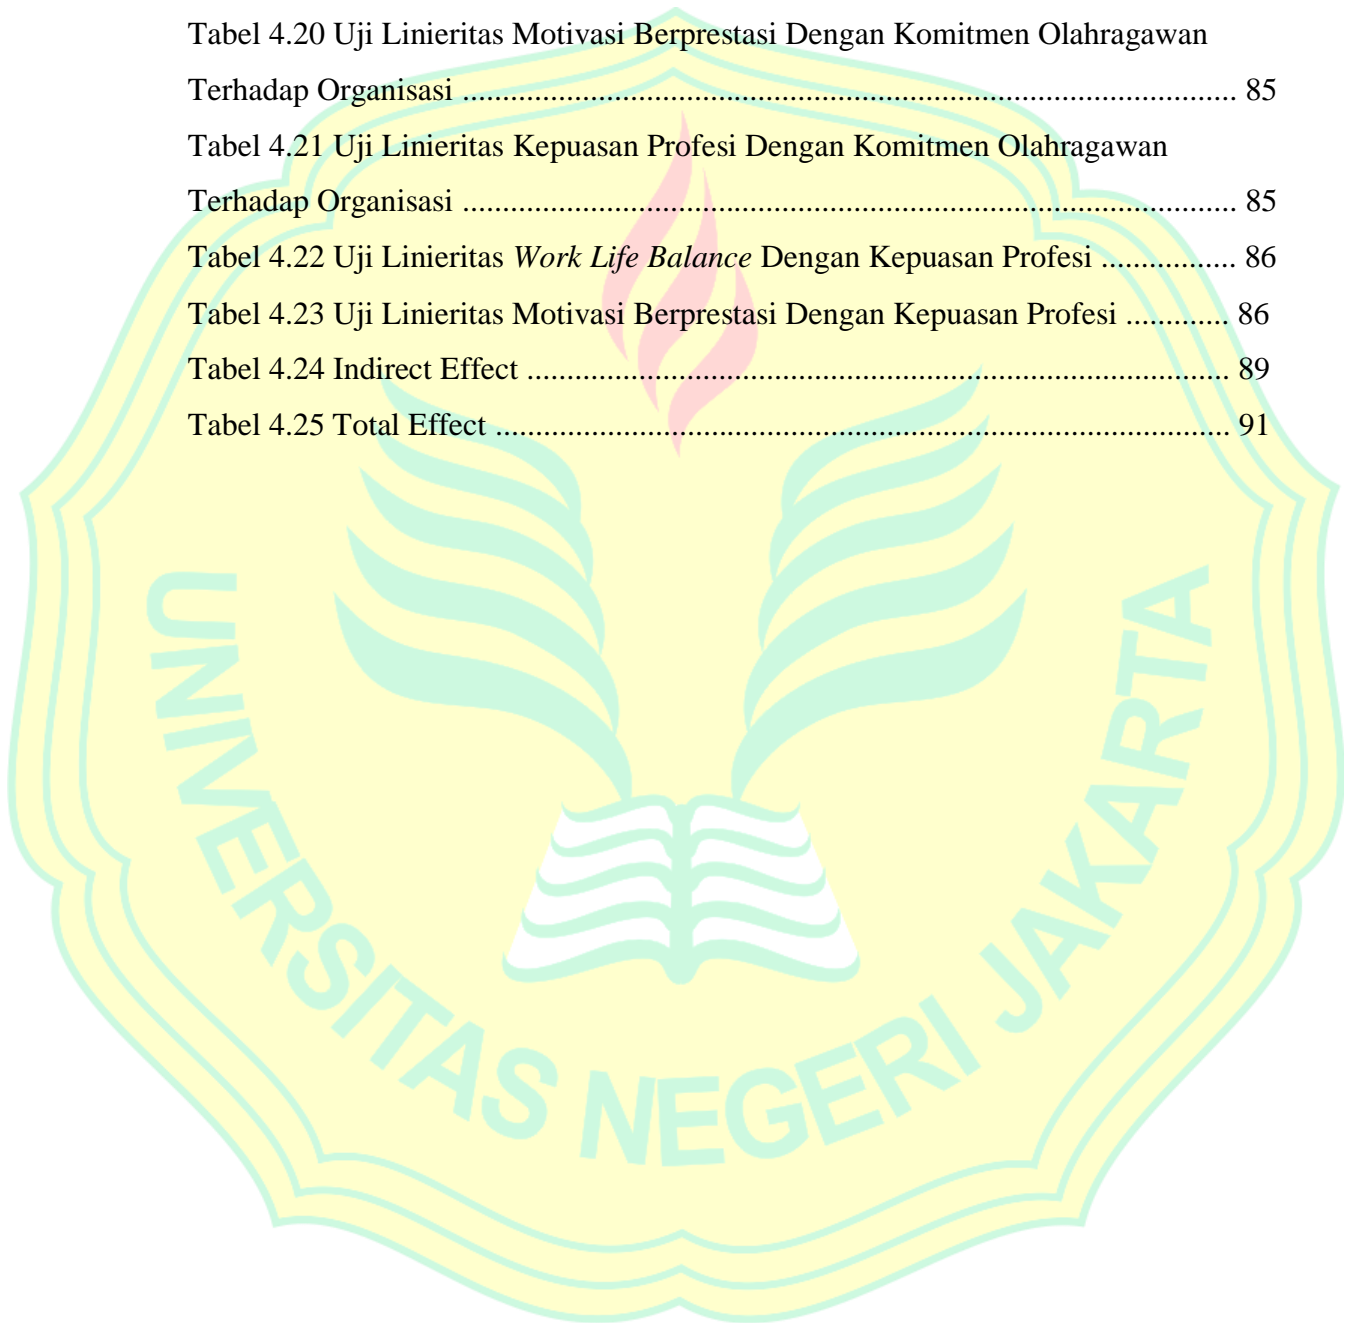 Tabel 4.20 Uji Linieritas Motivasi Berprestasi Dengan Komitmen Olahragawan
Terhadap Organisasi .................................................................................. 85
Tabel 4.21 Uji Linieritas Kepuasan Profesi Dengan Komitmen Olahragawan
Terhadap Organisasi .................................................................................. 85
Tabel 4.22 Uji Linieritas Work Life Balance Dengan Kepuasan Profesi ............... 86
Tabel 4.23 Uji Linieritas Motivasi Berprestasi Dengan Kepuasan Profesi ............. 86
Tabel 4.24 Indirect Effect .......................................................................... 89
Tabel 4.25 Total Effect .............................................................................. 91
UNIVERSITAS NEGERI JAKARTA